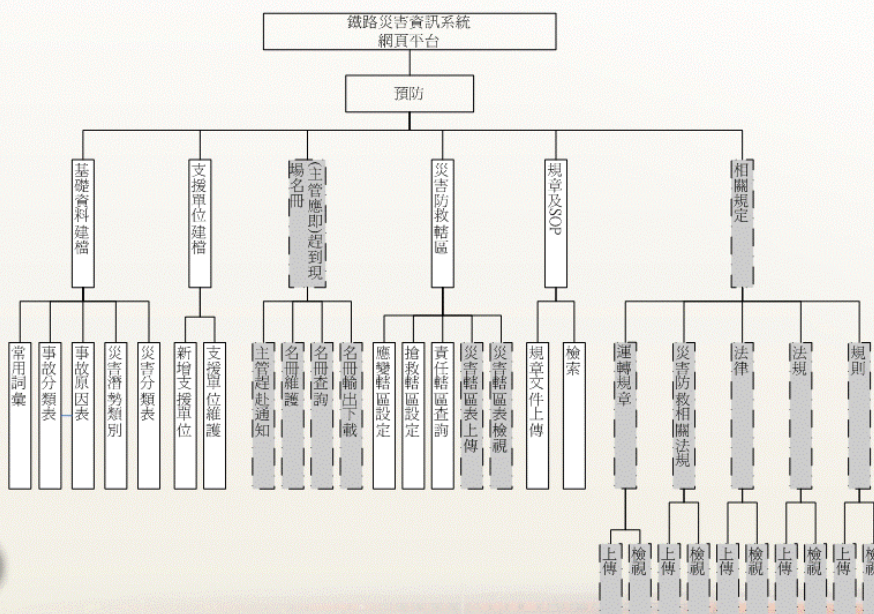 鐵路災害資訊系統
網頁平台
預防
基礎資料建檔
支援單位建檔
(主管應即)趕到現
場名冊
災害防救轄區
規章及SOP
相關規定
常用詞彙
事故分類表
事故原因表
災害潛勢類別
災害分類表
新增支援單位
支援單位維護
主管趕赴通知
名冊維護
名冊查詢
名冊輸出下載
應變轄區設定
搶救轄區設定
責任轄區查詢
災害轄區表上傳
災害轄區表檢視
規章文件上傳
檢索
運轉規章
災害防救相關法規
法律
法規
規則
上傳
檢視
上傳
檢視
上傳
檢視
上傳
檢視
上傳
檢視